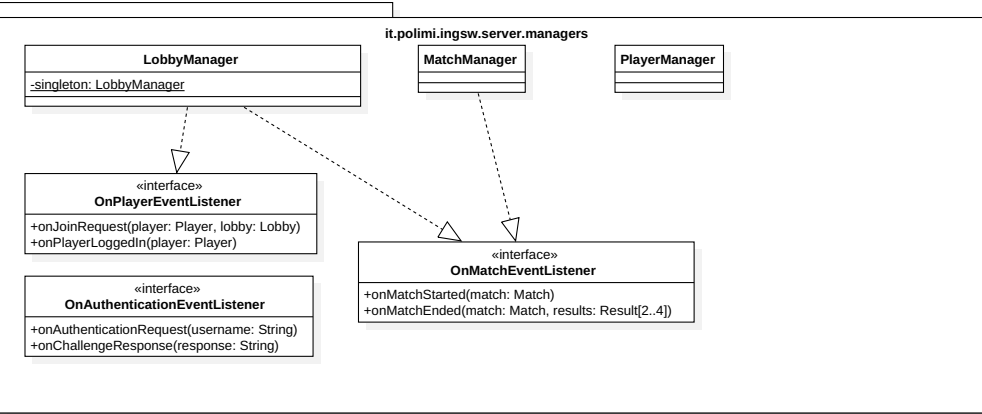 it.polimi.ingsw.server.managers
LobbyManager
-singleton: LobbyManager
MatchManager
PlayerManager
«interface»
OnPlayerEventListener
+onJoinRequest(player: Player, lobby: Lobby)
+onPlayerLoggedIn(player: Player)
«interface»
OnMatchEventListener
+onMatchStarted(match: Match)
+onMatchEnded(match: Match, results: Result[2..4])
«interface»
OnAuthenticationEventListener
+onAuthenticationRequest(username: String)
+onChallengeResponse(response: String)